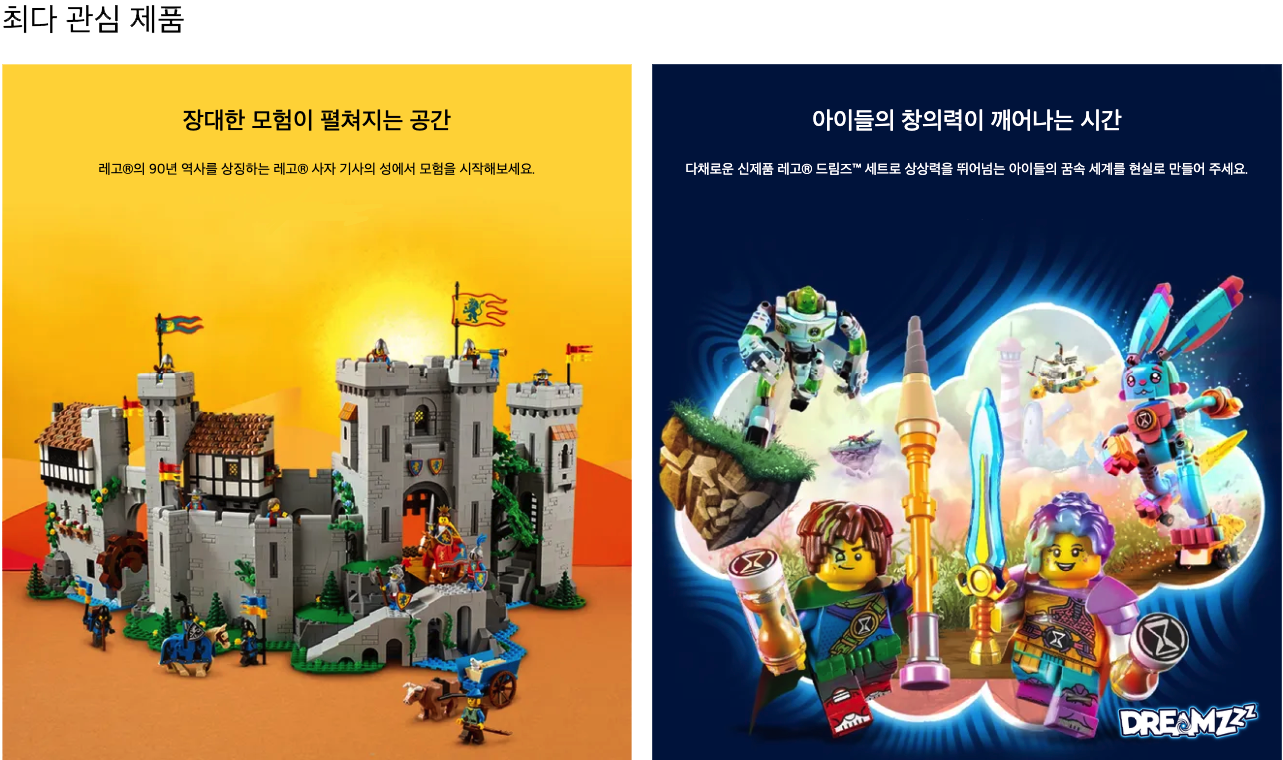 최다 관심 제품
장대한 모험이 펼쳐지는 공간
레고®의 90년 역사를 상징하는 레고® 사자 기사의 성에서 모험을 시작해보세요.
아이들의 창의력이 깨어나는 시간
다채로운 신제품 레고® 드림즈™ 세트로 상상력을 뛰어넘는 아이들의 꿈속 세계를 현실로 만들어 주세요.
DREAMZzz